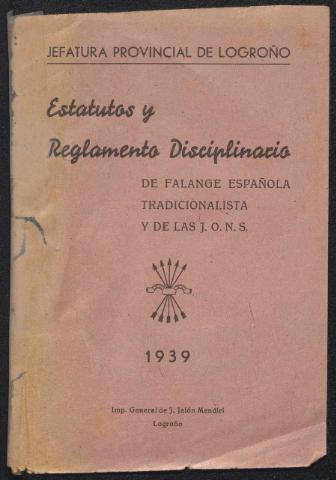 JEFATURA PROVINCIAL DE LOGROÑO
Estatutos y
Reglamento Disciplinario
DE FALANGE ESPAÑOLA
TRADICIONALISTA
Y DE LAS J. O. N. S.
1939
Imp. General de J. Jalón Mendiri
Logroño